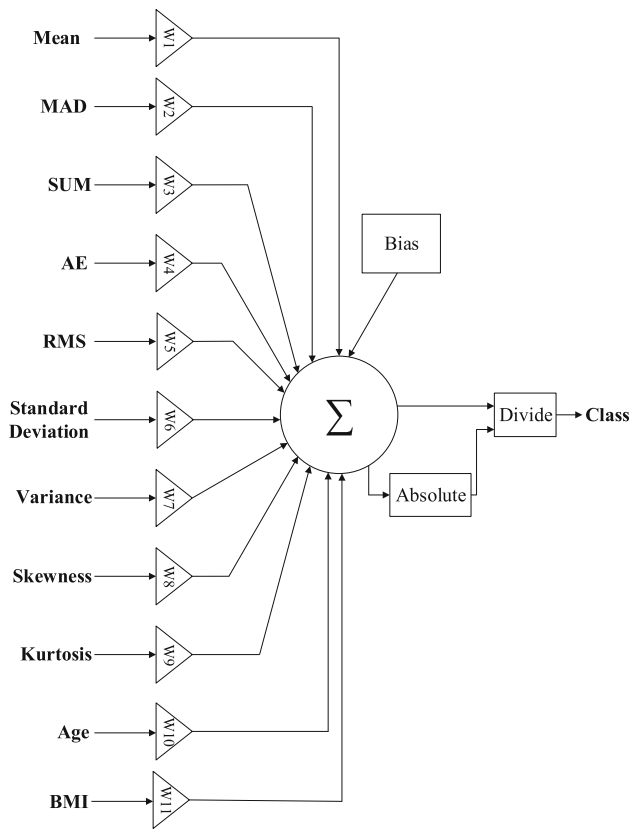 Mean
W1
MAD
W2
SUM
W3
AE
W4
RMS
W5
Standard
Deviation
W6
Variance
W7
Skewness
W8
Kurtosis
W9
Age
W10
BMI
W11
Bias
∑
Divide
Class
Absolute